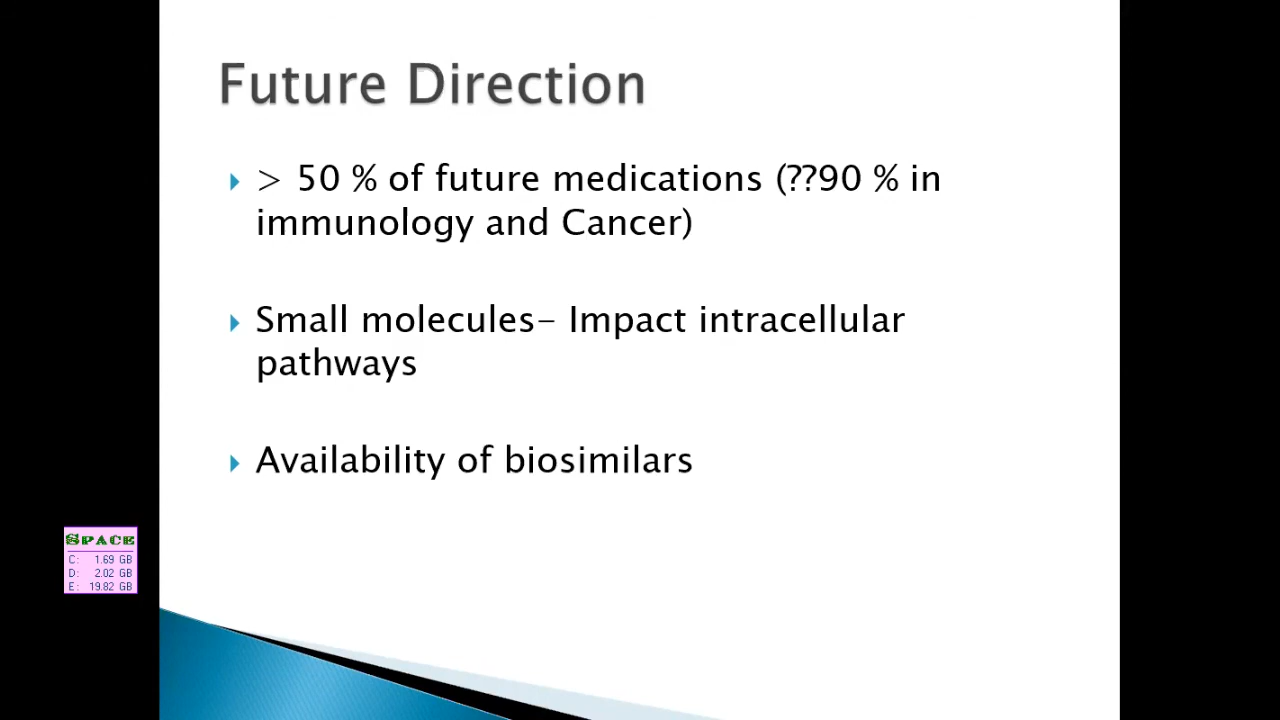 Future Direction
> 50 % of future medications (??90 % in
immunology and Cancer)
Small molecules- Impact intracellular
pathways
Availability of biosimilars
SPACE
C: 1.69 GB
D: 2.02 GB
E: 19.82 GB